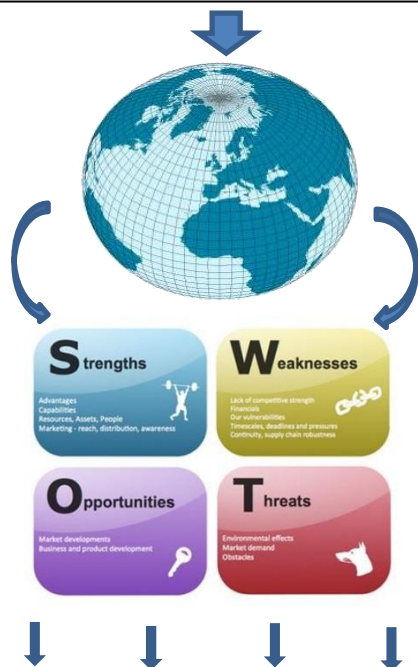 Strengths
Advantages
Capabilities
Resources, Assets, People
Marketing - reach, distribution, awareness
Weaknesses
Lack of competitive strength
Financials
Our vulnerabilities
Timescales, deadlines and pressures
Continuity, supply chain robustness
Opportunities
Market developments
Business and product development
Threats
Environmental effects
Market demand
Obstacles